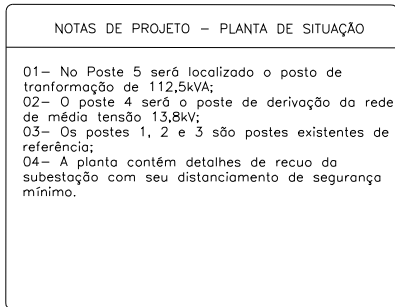 NOTAS DE PROJETO – PLANTA DE SITUAÇÃO
01– No Poste 5 será localizado o posto de
tranformação de 112,5kVA;
02– O poste 4 será o poste de derivação da rede
de média tensão 13,8kV;
03– Os postes 1, 2 e 3 são postes existentes de
referência;
04– A planta contém detalhes de recuo da
subestação com seu distanciamento de segurança
mínimo.